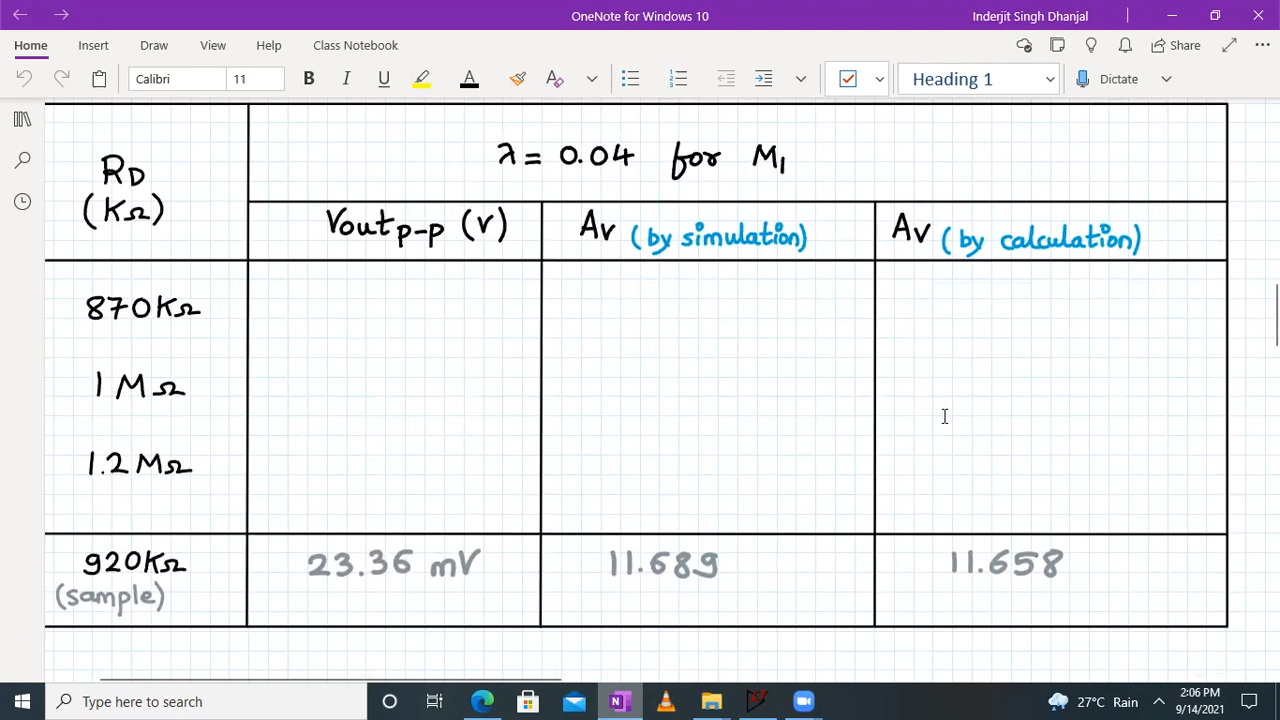 OneNote for Windows 10
Inderjit Singh Dhanjal
Home Insert Draw View Help Class Notebook Share
Calibri 11 B I U A Heading 1 Dictate
RD (KΩ)
λ = 0.04 for M1
Voutp-p (V) Av (by simulation) Av (by calculation)
870KΩ
1 MΩ
1.2 MΩ
920KΩ 23.36 mV 11.689 11.658
(sample)
Type here to search
27°C Rain
2:06 PM
9/14/2021